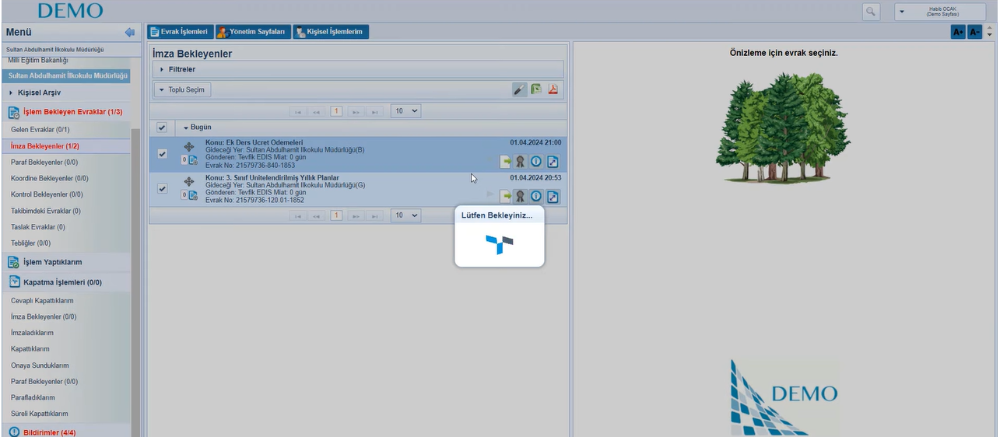 DEMO
Habib OCAK
(Demo Sayfası)
Menü
Evrak İşlemleri
Yönetim Sayfaları
Kişisel İşlemlerim
A+
A-
Sultan Abdulhamit İlkokulu Müdürlüğü
Milli Eğitim Bakanlığı
Sultan Abdulhamit İlkokulu Müdürlüğü
Kişisel Arşiv
İşlem Bekleyen Evraklar (1/3)
Gelen Evraklar (0/1)
İmza Bekleyenler (1/2)
Paraf Bekleyenler (0/0)
Koordine Bekleyenler (0/0)
Kontrol Bekleyenler (0/0)
Takibimdeki Evraklar (0)
Taslak Evraklar (0)
Tebliğler (0/0)
İşlem Yaptıklarım
Kapatma İşlemleri (0/0)
Cevaplı Kapattıklarım
İmza Bekleyenler (0/0)
İmzaladıklarım
Kapattıklarım
Onaya Sunduklarım
Paraf Bekleyenler (0/0)
Parafladıklarım
Süreli Kapattıklarım
Bildirimler (4/4)
İmza Bekleyenler
Filtreler
Toplu Seçim
1
10
Bugün
Konu: Ek Ders Ucret Odemeleri
01.04.2024 21:00
Gideceği Yer: Sultan Abdulhamit İlkokulu Müdürlüğü(B)
Gönderen: Tevfik EDIS Miat: 0 gün
0
Evrak No: 21579736-840-1853
Konu: 3. Sınıf Unitelendirilmiş Yıllık Planlar
01.04.2024 20:53
Gideceği Yer: Sultan Abdulhamit İlkokulu Müdürlüğü(G)
Gönderen: Tevfik EDIS Miat: 0 gün
0
Evrak No: 21579736-120.01-1852
1
10
Lütfen Bekleyiniz...
Önizleme için evrak seçiniz.
DEMO